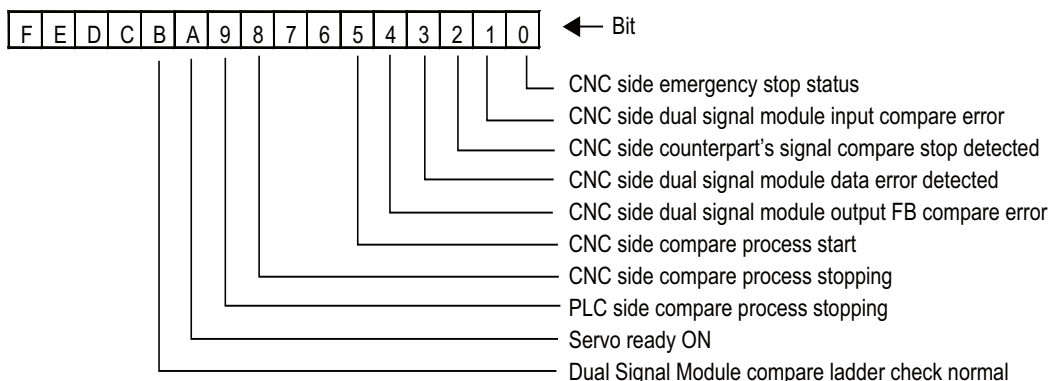 F E D C B A 9 8 7 6 5 4 3 2 1 0 Bit
CNC side emergency stop status
CNC side dual signal module input compare error
CNC side counterpart's signal compare stop detected
CNC side dual signal module data error detected
CNC side dual signal module output FB compare error
CNC side compare process start
CNC side compare process stopping
PLC side compare process stopping
Servo ready ON
Dual Signal Module compare ladder check normal